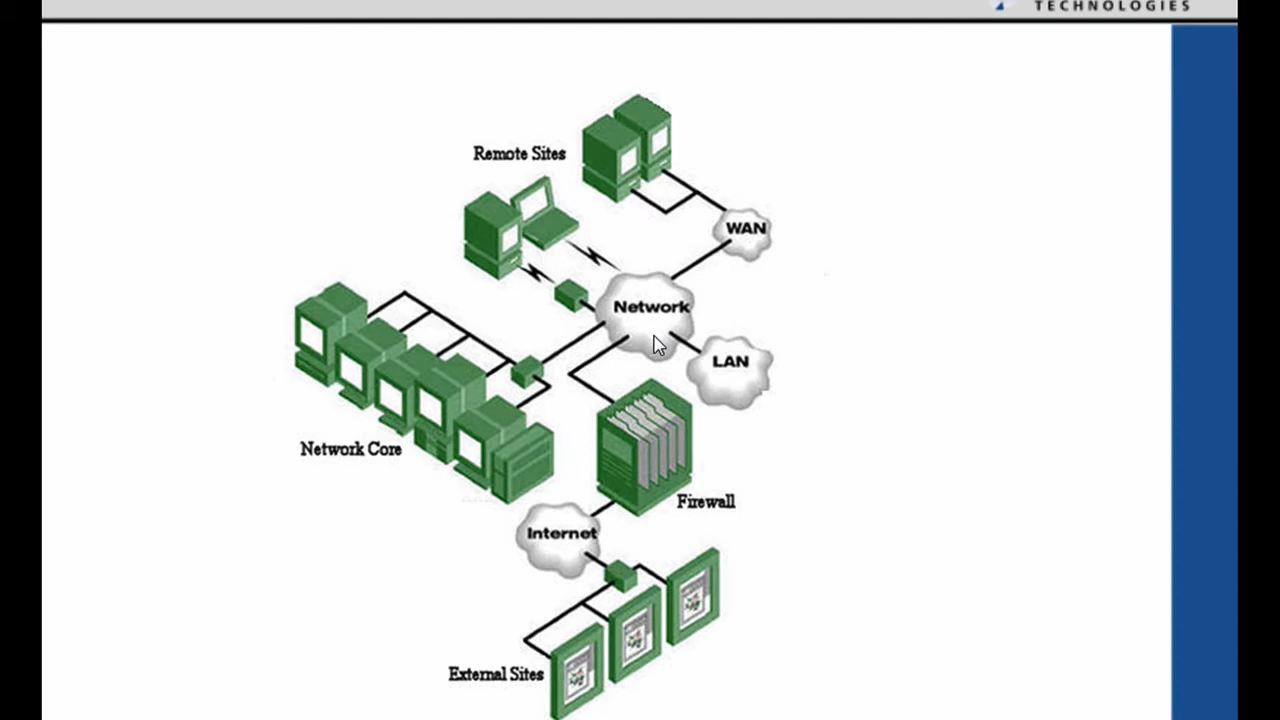 TECHNOLOGIES
Remote Sites
WAN
Network
LAN
Network Core
Firewall
Internet
External Sites